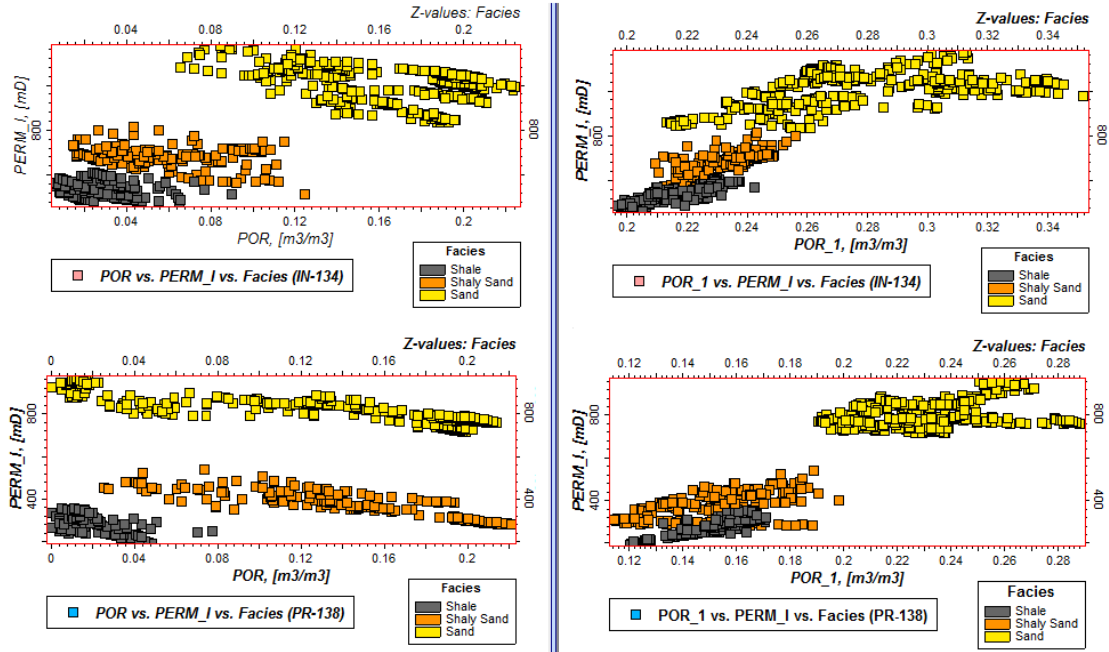 Z-values: Facies
0.04 0.08 0.12 0.16 0.2
PERM_I, [mD]
800
800
0.04 0.08 0.12 0.16 0.2
POR, [m3/m3]
POR vs. PERM_I vs. Facies (IN-134)
Facies
Shale
Shaly Sand
Sand
Z-values: Facies
0.2 0.22 0.24 0.26 0.28 0.3 0.32 0.34
PERM_I, [mD]
800
800
0.2 0.22 0.24 0.26 0.28 0.3 0.32 0.34
POR_1, [m3/m3]
POR_1 vs. PERM_I vs. Facies (IN-134)
Facies
Shale
Shaly Sand
Sand
Z-values: Facies
0 0.04 0.08 0.12 0.16 0.2
PERM_I, [mD]
400 800
400 800
0 0.04 0.08 0.12 0.16 0.2
POR, [m3/m3]
POR vs. PERM_I vs. Facies (PR-138)
Facies
Shale
Shaly Sand
Sand
Z-values: Facies
0.12 0.14 0.16 0.18 0.2 0.22 0.24 0.26 0.28
PERM_I, [mD]
400 800
400 800
0.12 0.14 0.16 0.18 0.2 0.22 0.24 0.26 0.28
POR_1, [m3/m3]
POR_1 vs. PERM_I vs. Facies (PR-138)
Facies
Shale
Shaly Sand
Sand